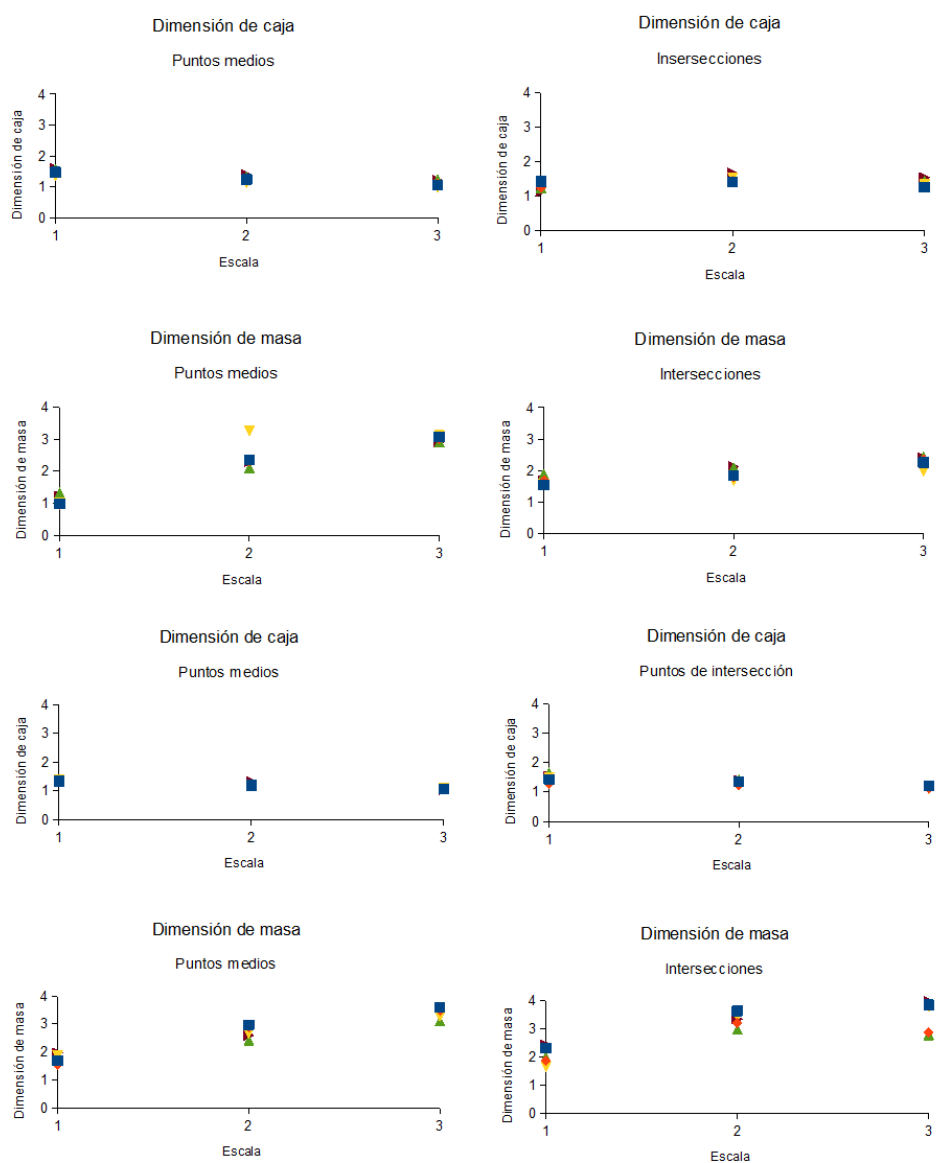 Dimensión de caja
Puntos medios
Dimensión de caja
4
3
2
1
0
1
2
3
Escala
Dimensión de caja
Insersecciones
Dimensión de caja
4
3
2
1
0
1
2
3
Escala
Dimensión de masa
Puntos medios
Dimensión de masa
4
3
2
1
0
1
2
3
Escala
Dimensión de masa
Intersecciones
Dimensión de masa
4
3
2
1
0
1
2
3
Escala
Dimensión de caja
Puntos medios
Dimensión de caja
4
3
2
1
0
1
2
3
Escala
Dimensión de caja
Puntos de intersección
Dimensión de caja
4
3
2
1
0
1
2
3
Escala
Dimensión de masa
Puntos medios
Dimensión de masa
4
3
2
1
0
1
2
3
Escala
Dimensión de masa
Intersecciones
Dimensión de masa
4
3
2
1
0
1
2
3
Escala